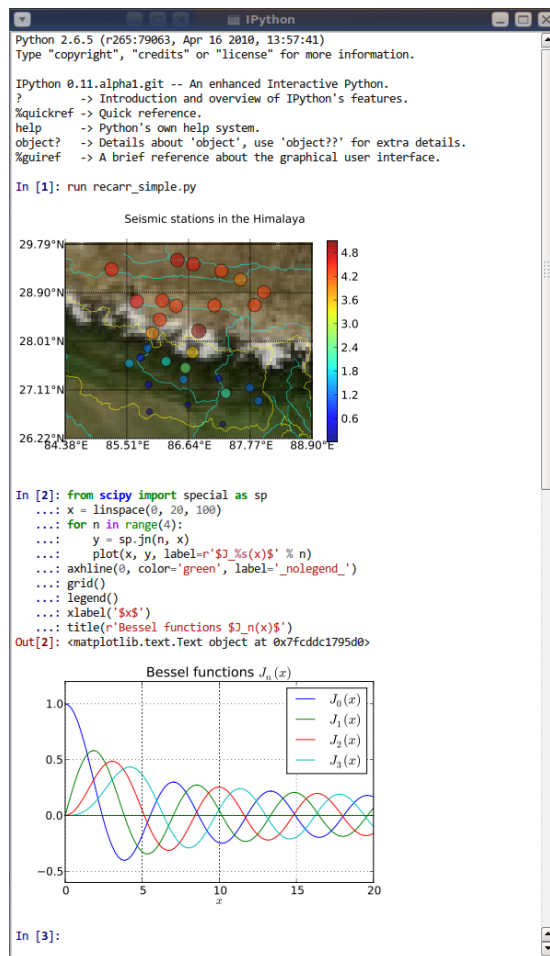 IPython
Python 2.6.5 (r265:79063, Apr 16 2010, 13:57:41)
Type "copyright", "credits" or "license" for more information.
IPython 0.11.alpha1.git -- An enhanced Interactive Python.
?         -> Introduction and overview of IPython's features.
%quickref -> Quick reference.
help      -> Python's own help system.
object?   -> Details about 'object', use 'object??' for extra details.
%guiref   -> A brief reference about the graphical user interface.
In [1]: run recarr_simple.py
Seismic stations in the Himalaya
29.79°N
28.90°N
28.01°N
27.11°N
26.22°N
84.38°E 85.51°E 86.64°E 87.77°E 88.90°E
4.8
4.2
3.6
3.0
2.4
1.8
1.2
0.6
In [2]: from scipy import special as sp
   ...: x = linspace(0, 20, 100)
   ...: for n in range(4):
   ...:     y = sp.jn(n, x)
   ...:     plot(x, y, label=r'$J_%s(x)$' % n)
   ...: axhline(0, color='green', label='_nolegend_')
   ...: grid()
   ...: legend()
   ...: xlabel('$x$')
   ...: title(r'Bessel functions $J_n(x)$')
Out[2]: <matplotlib.text.Text object at 0x7fcddc1795d0>
Bessel functions J_n(x)
1.0
0.5
0.0
−0.5
J_0(x)
J_1(x)
J_2(x)
J_3(x)
0 5 10 15 20
x
In [3]: